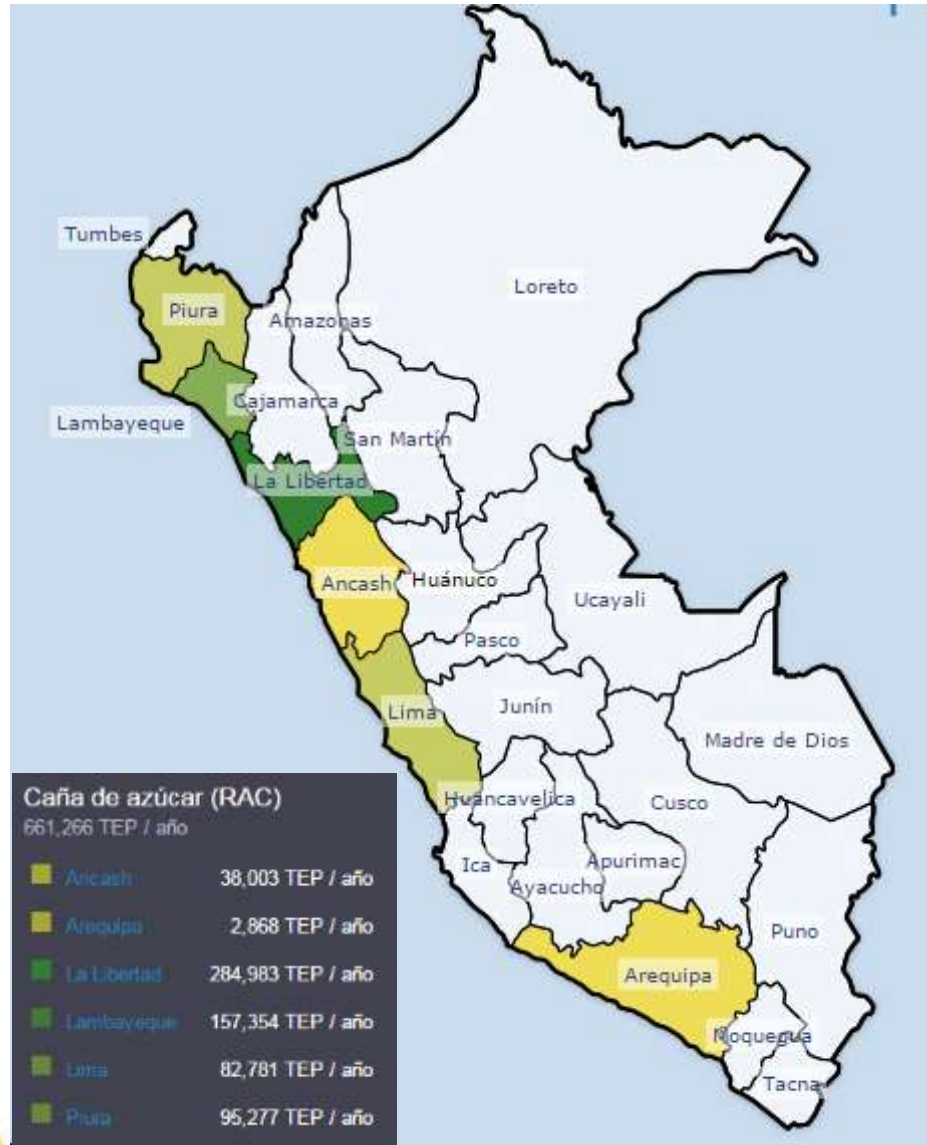 Tumbes
Loreto
Piura
Amazonas
Cajamarca
Lambayeque
San Martín
La Libertad
Ancash
Huánuco
Ucayali
Pasco
Lima
Junín
Madre de Dios
Huancavelica
Cusco
Ica
Apurimac
Ayacucho
Puno
Arequipa
Moquegua
Tacna
Caña de azúcar (RAC)
661,266 TEP / año
Ancash 38,003 TEP / año
Arequipa 2,868 TEP / año
La Libertad 284,983 TEP / año
Lambayeque 157,354 TEP / año
Lima 82,781 TEP / año
Piura 95,277 TEP / año